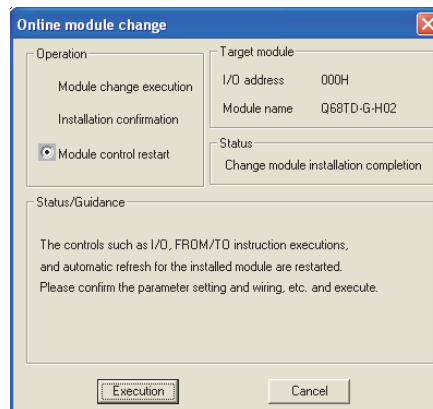 Online module change
Operation
Module change execution
Installation confirmation
Module control restart
Target module
I/O address 000H
Module name Q68TD-G-H02
Status
Change module installation completion
Status/Guidance
The controls such as I/O, FROM/TO instruction executions,
and automatic refresh for the installed module are restarted.
Please confirm the parameter setting and wiring, etc. and execute.
Execution Cancel